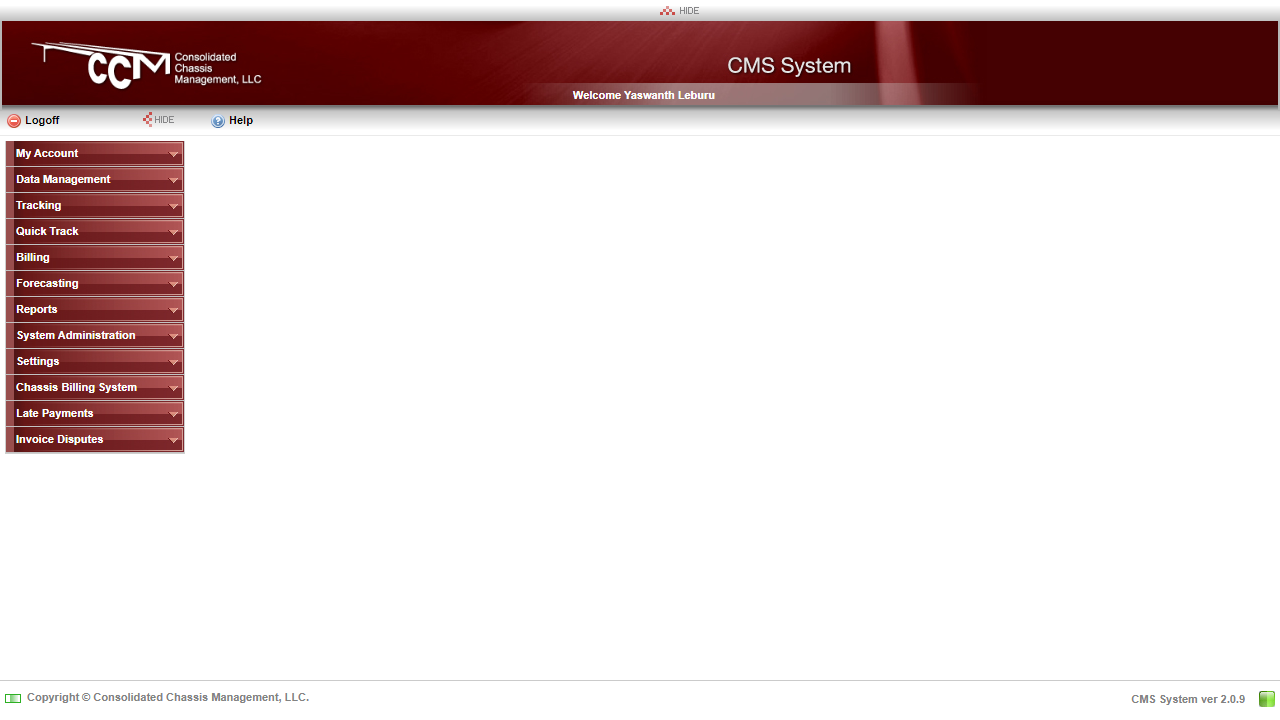 HIDE
CCM
Consolidated
Chassis
Management, LLC
CMS System
Welcome Yaswanth Leburu
Logoff
HIDE
Help
My Account
Data Management
Tracking
Quick Track
Billing
Forecasting
Reports
System Administration
Settings
Chassis Billing System
Late Payments
Invoice Disputes
Copyright © Consolidated Chassis Management, LLC.
CMS System ver 2.0.9